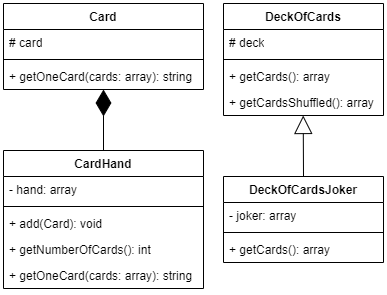 Card
# card
+ getOneCard(cards: array): string
DeckOfCards
# deck
+ getCards(): array
+ getCardsShuffled(): array
CardHand
- hand: array
+ add(Card): void
+ getNumberOfCards(): int
+ getOneCard(cards: array): string
DeckOfCardsJoker
- joker: array
+ getCards(): array